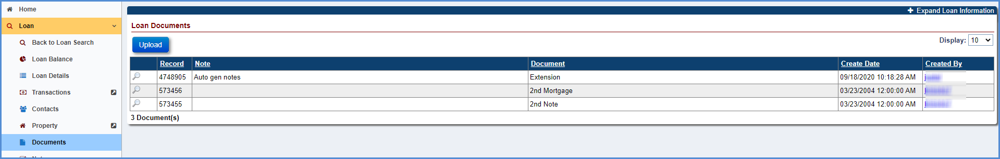 Home
Loan
Back to Loan Search
Loan Balance
Loan Details
Transactions
Contacts
Property
Documents
Expand Loan Information
Loan Documents
Upload
Display: 10
Record Note Document Create Date Created By
4748905 Auto gen notes Extension 09/18/2020 10:18:28 AM
573456 2nd Mortgage 03/23/2004 12:00:00 AM
573455 2nd Note 03/23/2004 12:00:00 AM
3 Document(s)